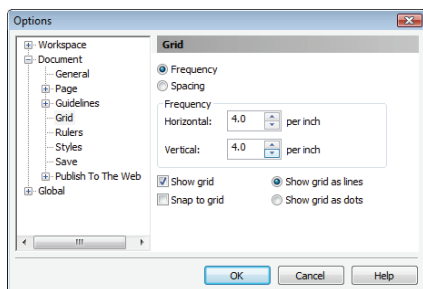 Options
Workspace
Document
General
Page
Guidelines
Grid
Rulers
Styles
Save
Publish To The Web
Global
Grid
Frequency
Spacing
Frequency
Horizontal: 4.0 per inch
Vertical: 4.0 per inch
Show grid Show grid as lines
Snap to grid Show grid as dots
OK Cancel Help